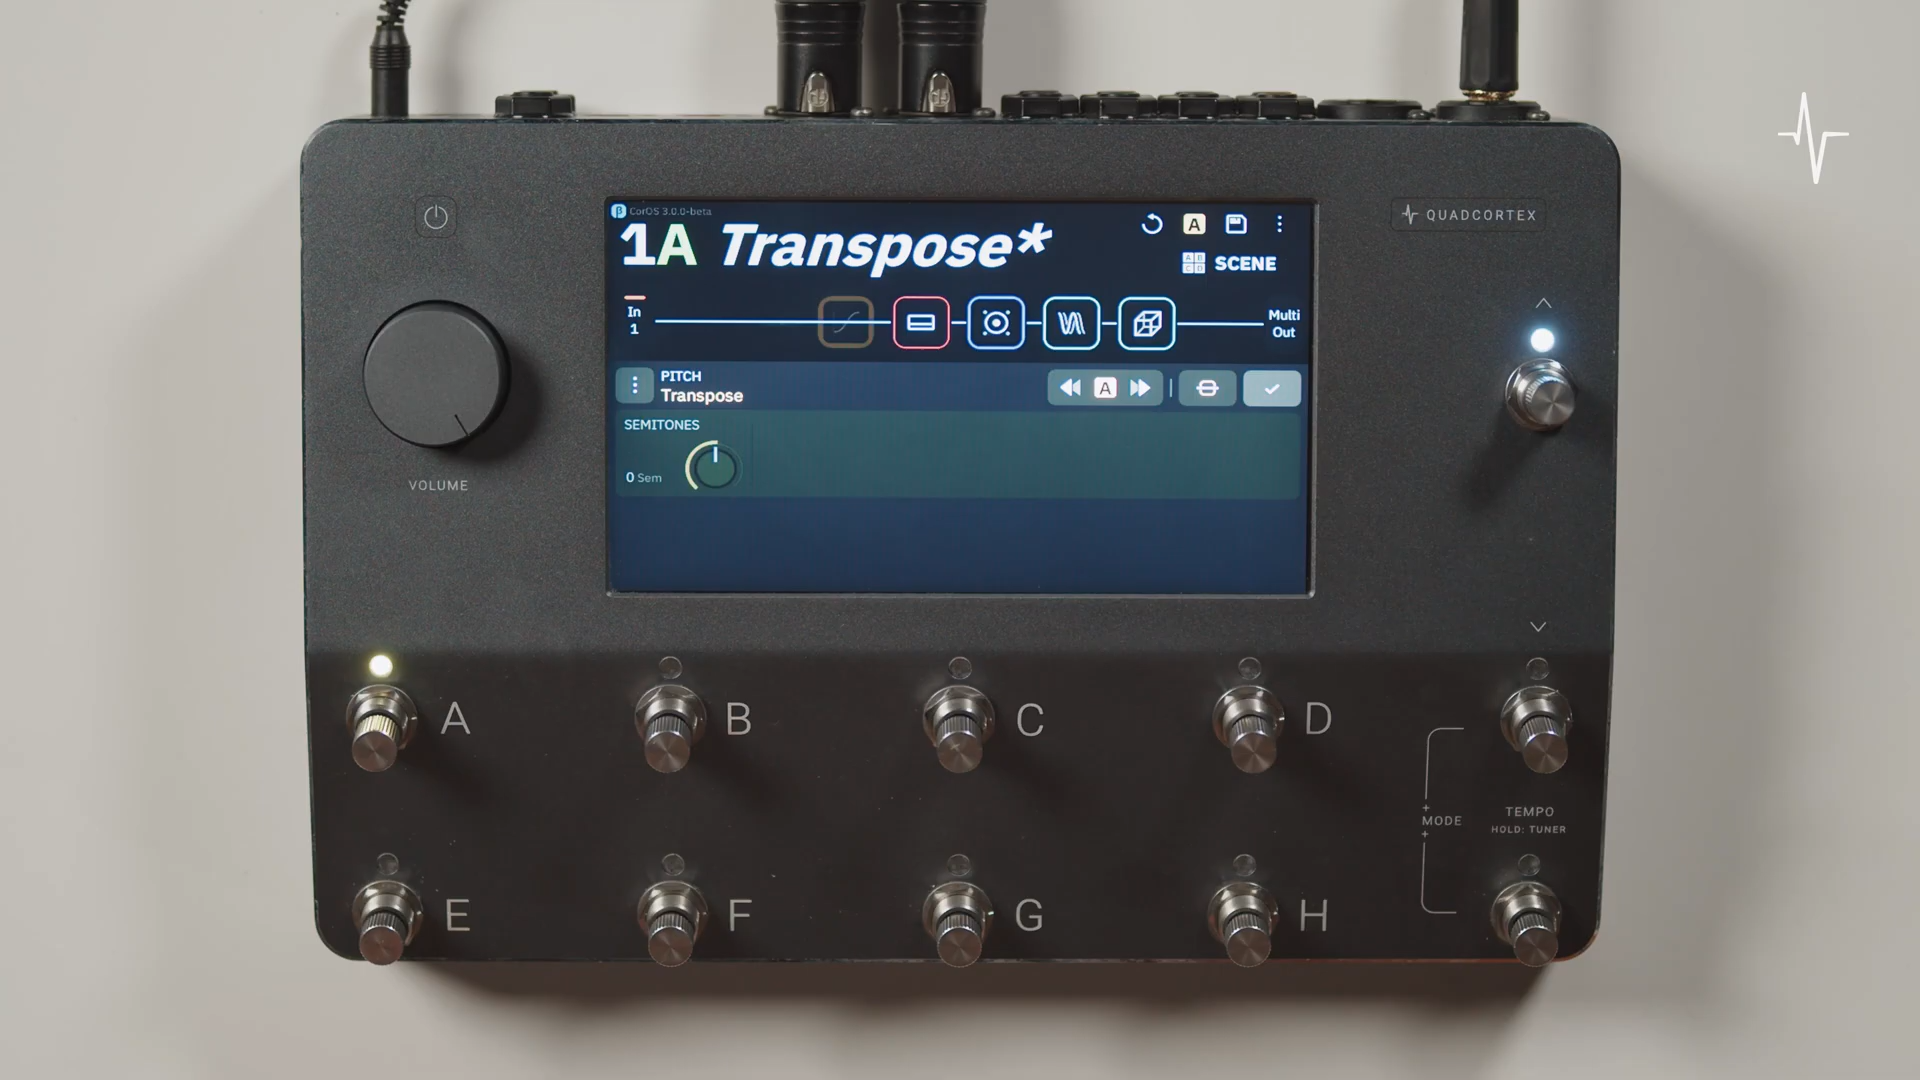 β CorOS 3.0.0-beta
1A Transpose*
A
SCENE
QUADCORTEX
In
1
Multi
Out
PITCH
Transpose
A
SEMITONES
0 Sem
VOLUME
A
B
C
D
+
MODE
+
TEMPO
HOLD: TUNER
E
F
G
H